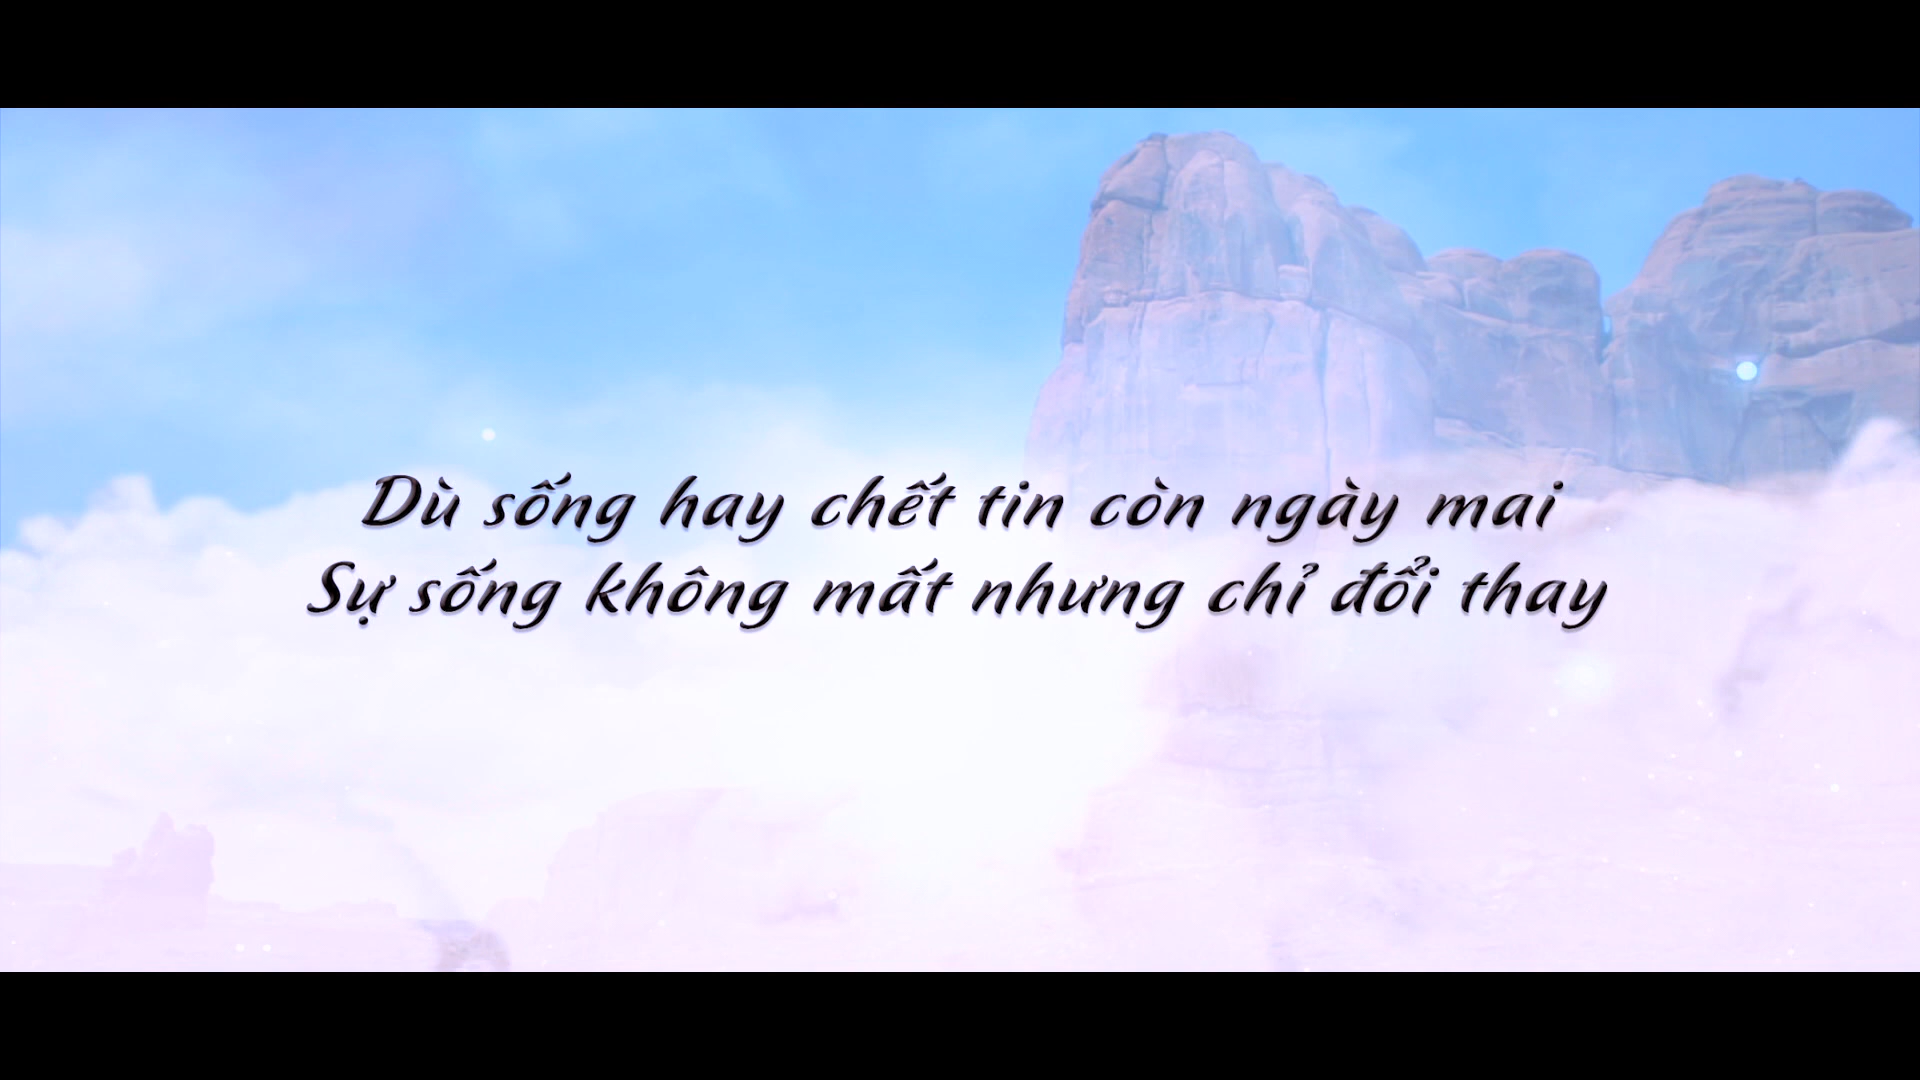 Dù sống hay chết tin còn ngày mai
Sự sống không mất nhưng chỉ đổi thay